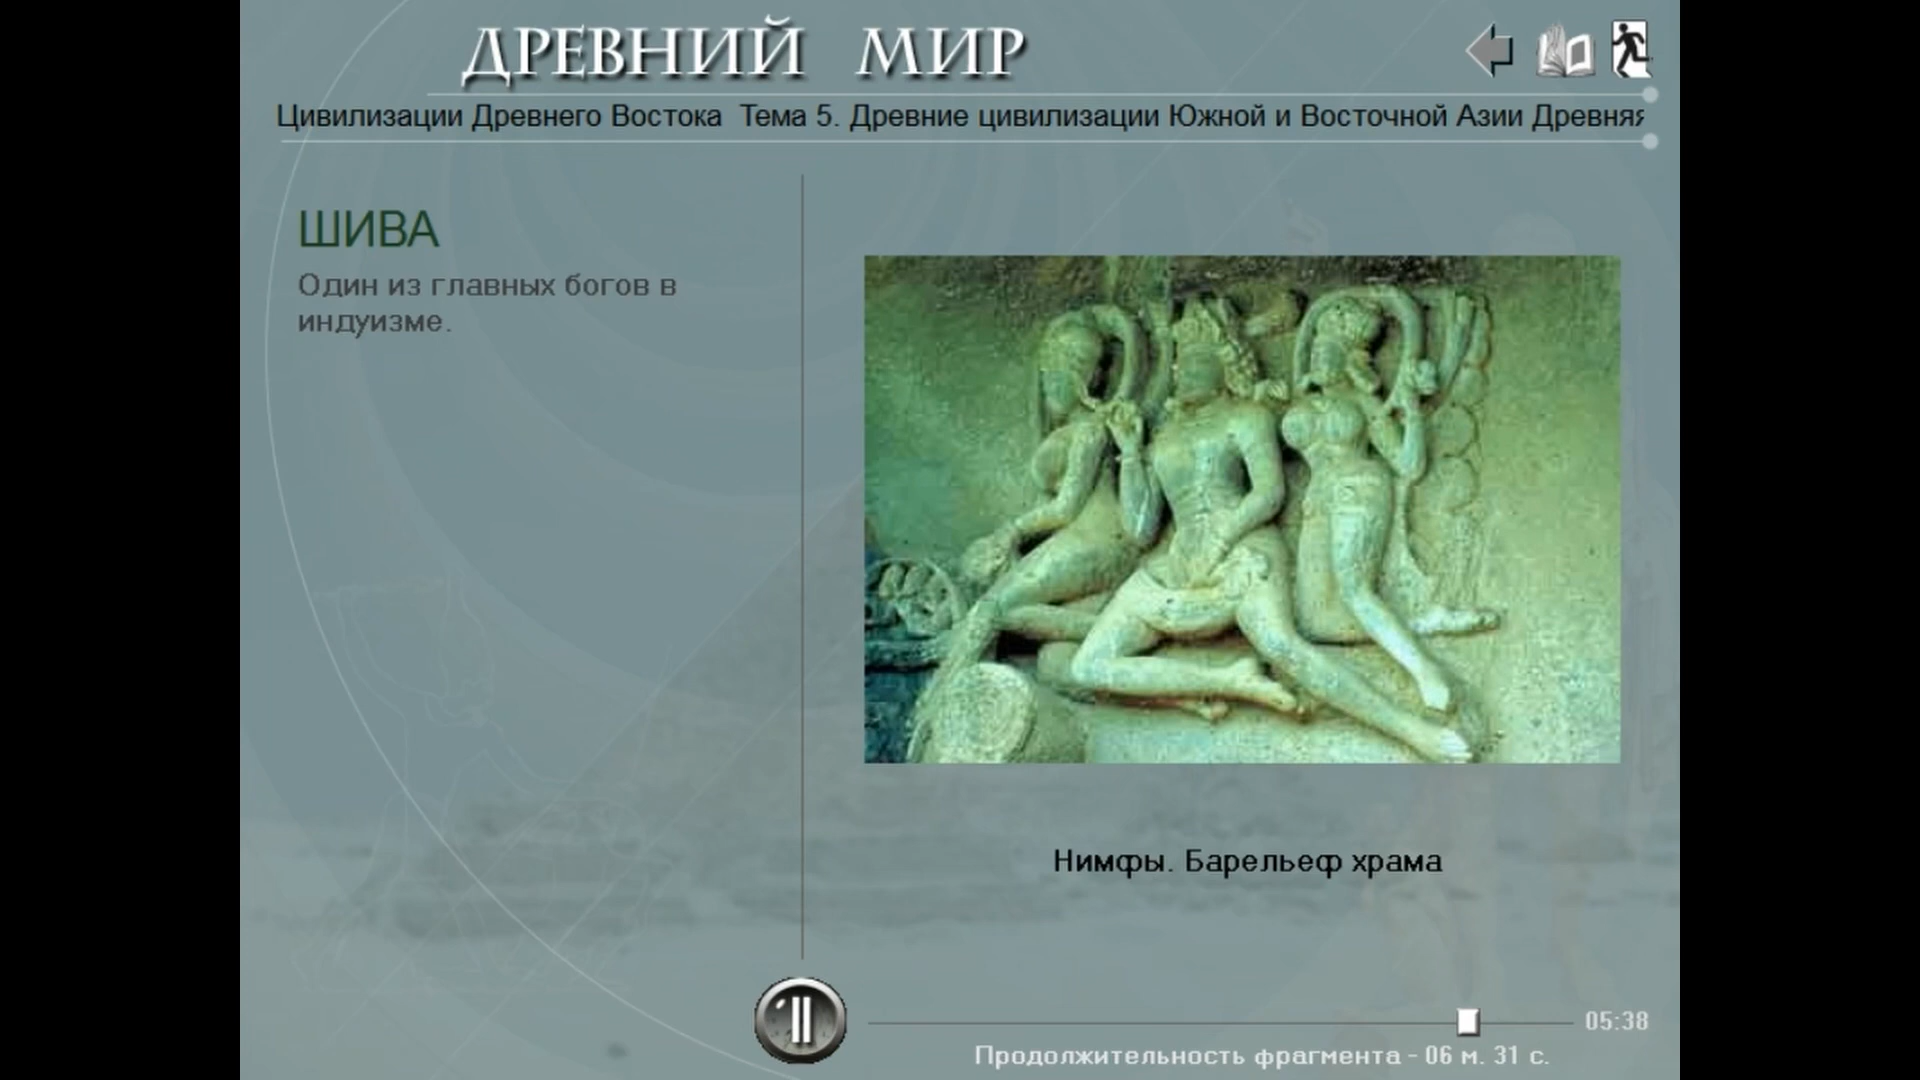 ДРЕВНИЙ МИР
Цивилизации Древнего Востока Тема 5. Древние цивилизации Южной и Восточной Азии Древняя
ШИВА
Один из главных богов в
индуизме.
Нимфы. Барельеф храма
05:38
Продолжительность фрагмента - 06 м. 31 с.